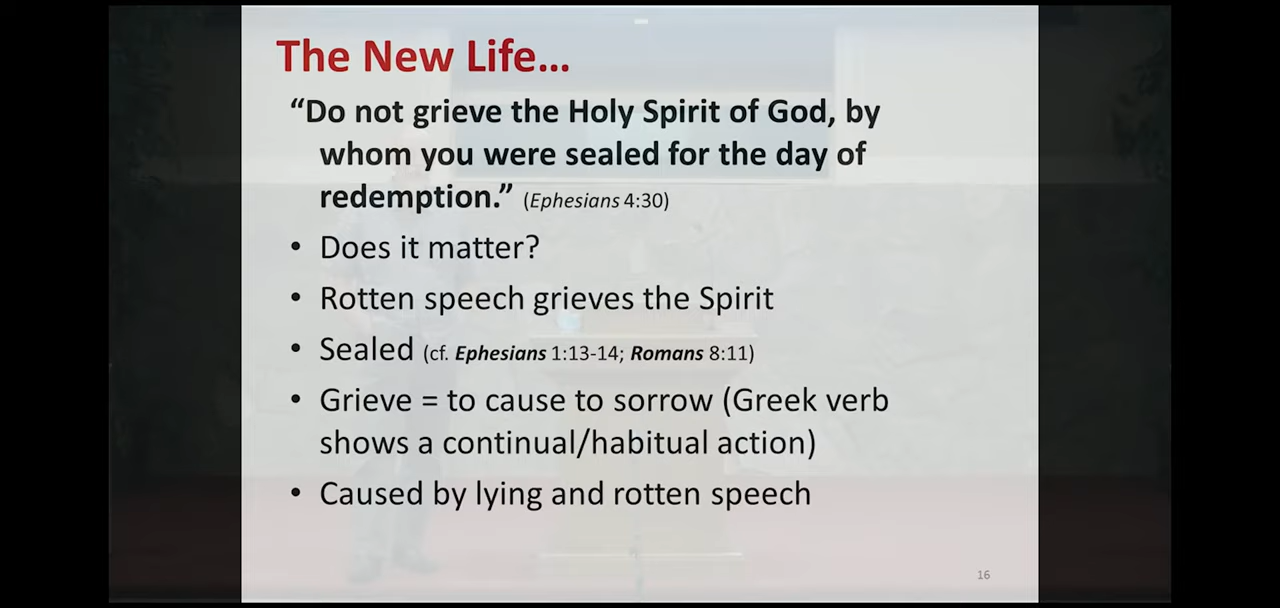 The New Life...
“Do not grieve the Holy Spirit of God, by
whom you were sealed for the day of
redemption.” (Ephesians 4:30)
• Does it matter?
• Rotten speech grieves the Spirit
• Sealed (cf. Ephesians 1:13-14; Romans 8:11)
• Grieve = to cause to sorrow (Greek verb
shows a continual/habitual action)
• Caused by lying and rotten speech
16